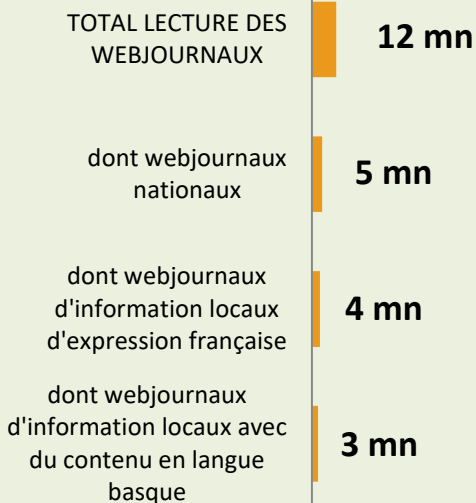 TOTAL LECTURE DES
WEBJOURNAUX
12 mn
dont webjournaux
nationaux
5 mn
dont webjournaux
d'information locaux
d'expression française
4 mn
dont webjournaux
d'information locaux avec
du contenu en langue
basque
3 mn